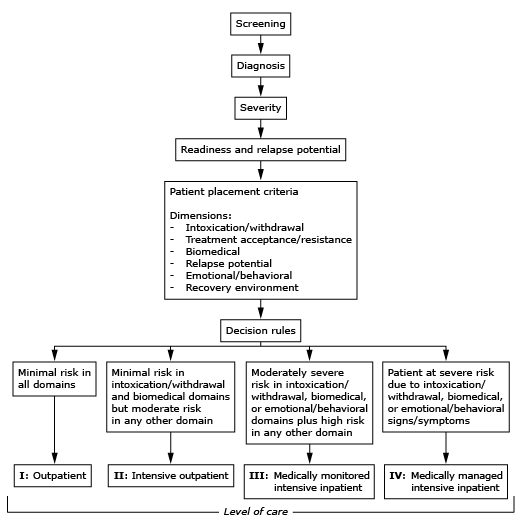 Screening
Diagnosis
Severity
Readiness and relapse potential
Patient placement criteria
Dimensions:
- Intoxication/withdrawal
- Treatment acceptance/resistance
- Biomedical
- Relapse potential
- Emotional/behavioral
- Recovery environment
Decision rules
Minimal risk in
all domains
Minimal risk in
intoxication/withdrawal
and biomedical domains
but moderate risk
in any other domain
Moderately severe
risk in intoxication/
withdrawal, biomedical,
or emotional/behavioral
domains plus high risk
in any other domain
Patient at severe risk
due to intoxication/
withdrawal, biomedical,
or emotional/behavioral
signs/symptoms
I: Outpatient
II: Intensive outpatient
III: Medically monitored
intensive inpatient
IV: Medically managed
intensive inpatient
Level of care